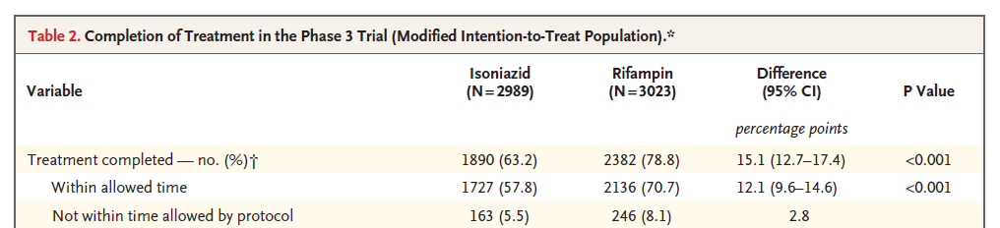 Table 2. Completion of Treatment in the Phase 3 Trial (Modified Intention-to-Treat Population).*
Variable Isoniazid (N=2989) Rifampin (N=3023) Difference (95% CI) P Value
percentage points
Treatment completed — no. (%)† 1890 (63.2) 2382 (78.8) 15.1 (12.7–17.4) <0.001
Within allowed time 1727 (57.8) 2136 (70.7) 12.1 (9.6–14.6) <0.001
Not within time allowed by protocol 163 (5.5) 246 (8.1) 2.8